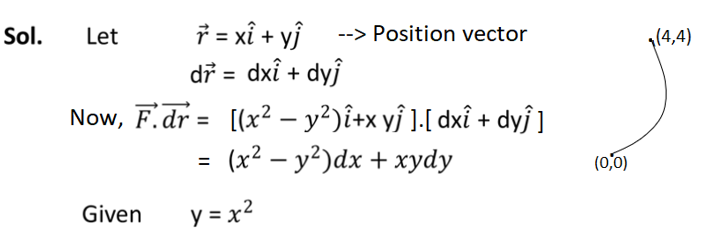 Sol. Let r⃗ = xî + yĵ --> Position vector
(4,4)
dr⃗ = dxî + dyĵ
Now, F⃗.dr⃗ = [(x² – y²)î+x yĵ ].[ dxî + dyĵ ]
= (x² – y²)dx + xydy
(0,0)
Given y = x²